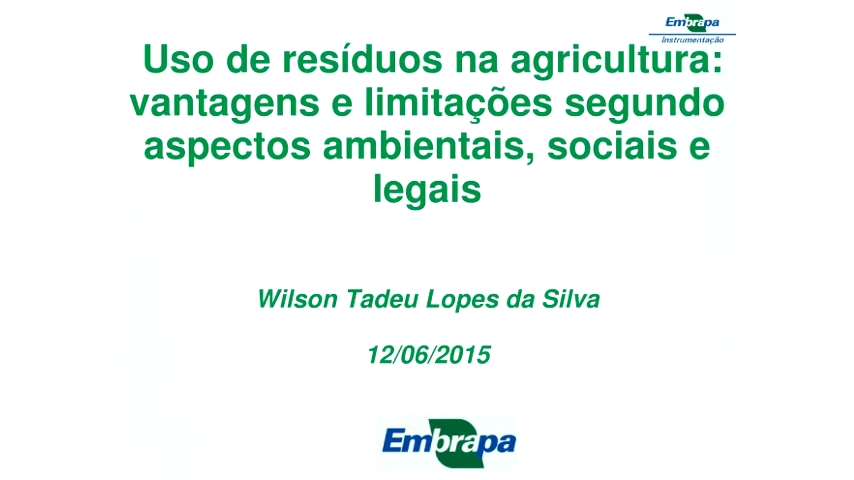 Embrapa
Instrumentação
Uso de resíduos na agricultura:
vantagens e limitações segundo
aspectos ambientais, sociais e
legais
Wilson Tadeu Lopes da Silva
12/06/2015
Embrapa